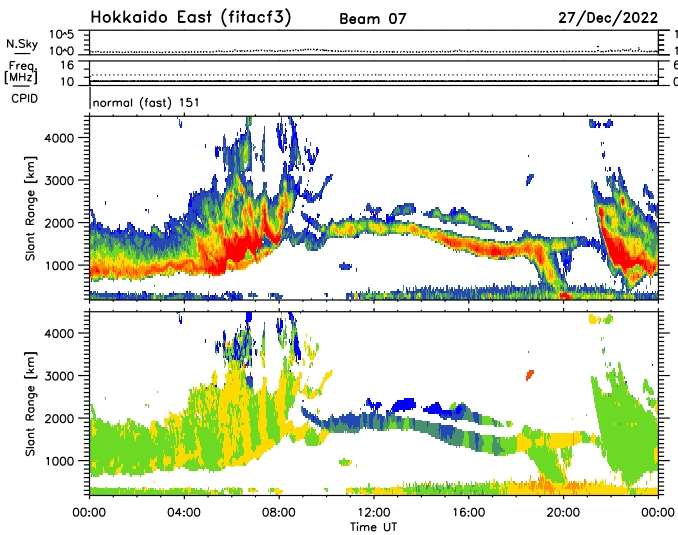 Hokkaido East (fitacf3) Beam 07 27/Dec/2022
N.Sky 10^5 10^0 1 1
Freq. [MHz] 16 10 6 0
CPID normal (fast) 151
Slant Range [km] 4000 3000 2000 1000
Slant Range [km] 4000 3000 2000 1000
00:00 04:00 08:00 12:00 16:00 20:00 00:00
Time UT